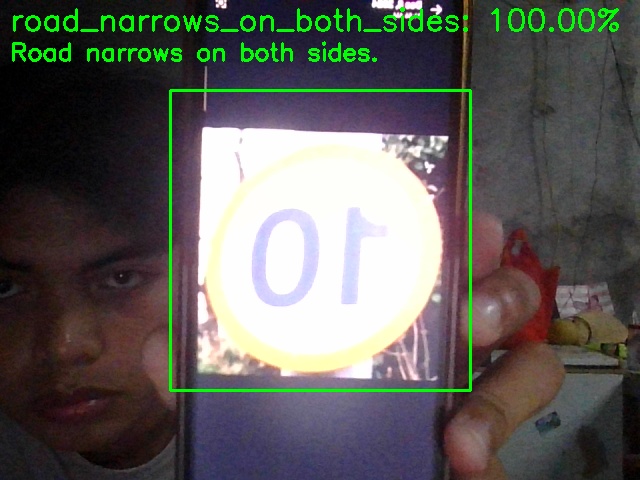 road_narrows_on_both_sides: 100.00%
Road narrows on both sides.
10